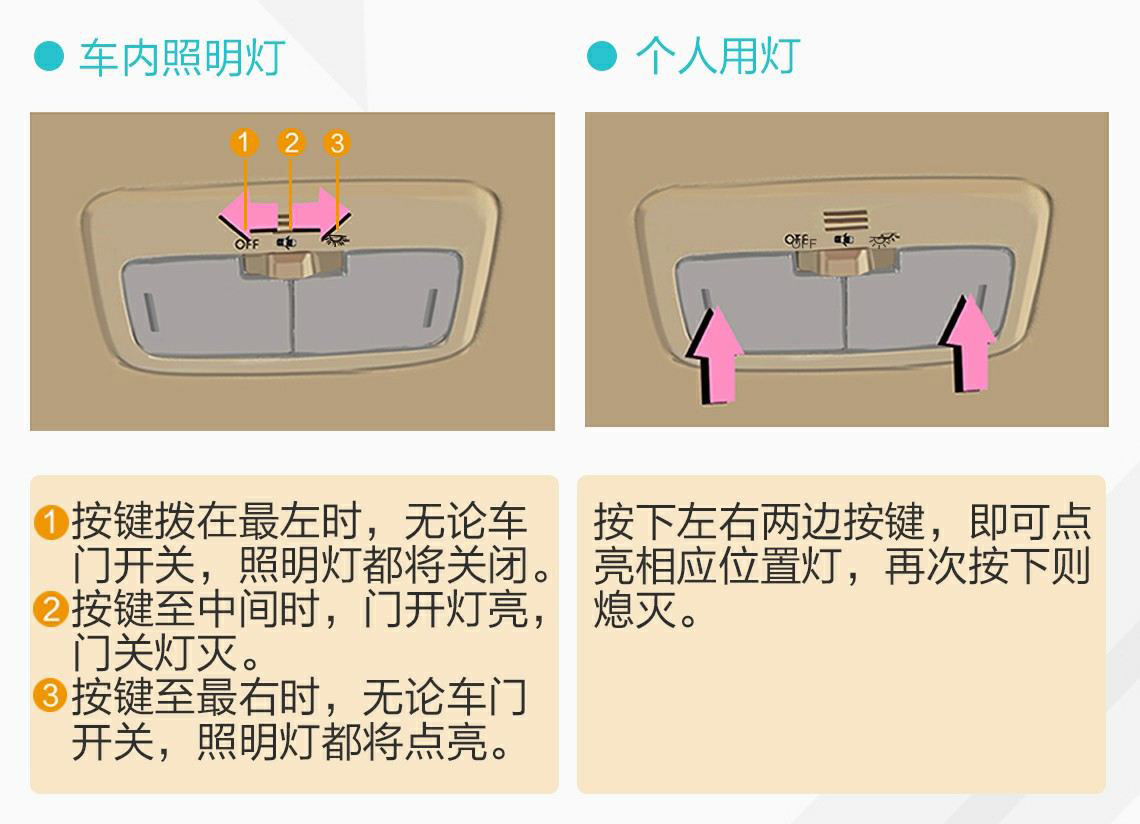 车内照明灯
个人用灯
1 2 3
OFF
OFF
OFF
①按键拨在最左时，无论车
门开关，照明灯都将关闭。
②按键至中间时，门开灯亮，
门关灯灭。
③按键至最右时，无论车门
开关，照明灯都将点亮。
按下左右两边按键，即可点
亮相应位置灯，再次按下则
熄灭。